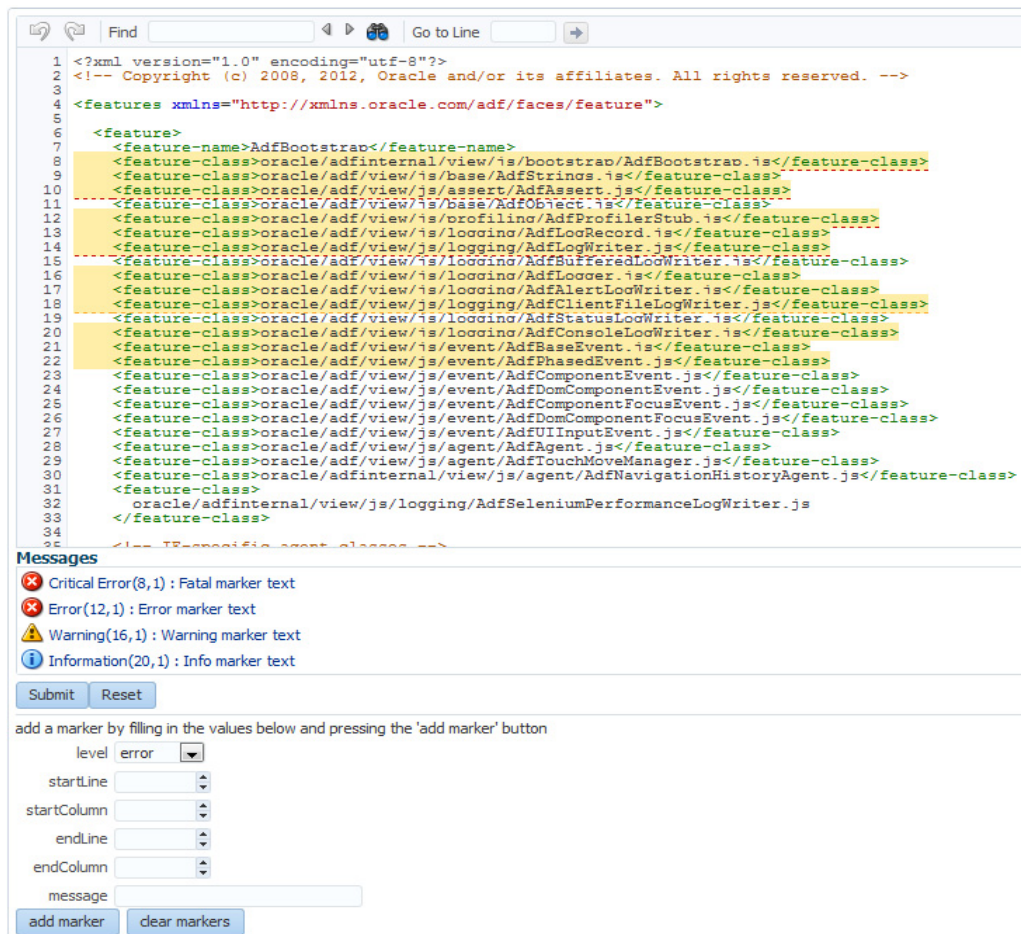 Find Go to Line
1 <?xml version="1.0" encoding="utf-8"?>
2 <!-- Copyright (c) 2008, 2012, Oracle and/or its affiliates. All rights reserved. -->
3
4 <features xmlns="http://xmlns.oracle.com/adf/faces/feature">
5
6 <feature>
7 <feature-name>AdfBootstrap</feature-name>
8 <feature-class>oracle/adfinternal/view/js/bootstrap/AdfBootstrap.js</feature-class>
9 <feature-class>oracle/adf/view/js/base/AdfStrings.js</feature-class>
10 <feature-class>oracle/adf/view/js/assert/AdfAssert.js</feature-class>
11 <feature-class>oracle/adf/view/js/base/AdfObject.js</feature-class>
12 <feature-class>oracle/adf/view/js/profiling/AdfProfilerStub.js</feature-class>
13 <feature-class>oracle/adf/view/js/logging/AdfLogRecord.js</feature-class>
14 <feature-class>oracle/adf/view/js/logging/AdfLogWriter.js</feature-class>
15 <feature-class>oracle/adf/view/js/logging/AdfBufferedLogWriter.js</feature-class>
16 <feature-class>oracle/adf/view/js/logging/AdfLogger.js</feature-class>
17 <feature-class>oracle/adf/view/js/logging/AdfAlertLogWriter.js</feature-class>
18 <feature-class>oracle/adf/view/js/logging/AdfClientFileLogWriter.js</feature-class>
19 <feature-class>oracle/adf/view/js/logging/AdfStatusLogWriter.js</feature-class>
20 <feature-class>oracle/adf/view/js/logging/AdfConsoleLogWriter.js</feature-class>
21 <feature-class>oracle/adf/view/js/event/AdfBaseEvent.js</feature-class>
22 <feature-class>oracle/adf/view/js/event/AdfPhasedEvent.js</feature-class>
23 <feature-class>oracle/adf/view/js/event/AdfComponentEvent.js</feature-class>
24 <feature-class>oracle/adf/view/js/event/AdfDomComponentEvent.js</feature-class>
25 <feature-class>oracle/adf/view/js/event/AdfComponentFocusEvent.js</feature-class>
26 <feature-class>oracle/adf/view/js/event/AdfDomComponentFocusEvent.js</feature-class>
27 <feature-class>oracle/adf/view/js/event/AdfUIInputEvent.js</feature-class>
28 <feature-class>oracle/adf/view/js/agent/AdfAgent.js</feature-class>
29 <feature-class>oracle/adf/view/js/agent/AdfTouchMoveManager.js</feature-class>
30 <feature-class>oracle/adfinternal/view/js/agent/AdfNavigationHistoryAgent.js</feature-class>
31 <feature-class>
32 oracle/adfinternal/view/js/logging/AdfSeleniumPerformanceLogWriter.js
33 </feature-class>
34
35 <!-- IE-specific agent classes -->
Messages
Critical Error(8,1) : Fatal marker text
Error(12,1) : Error marker text
Warning(16,1) : Warning marker text
Information(20,1) : Info marker text
Submit Reset
add a marker by filling in the values below and pressing the 'add marker' button
level error
startLine
startColumn
endLine
endColumn
message
add marker clear markers